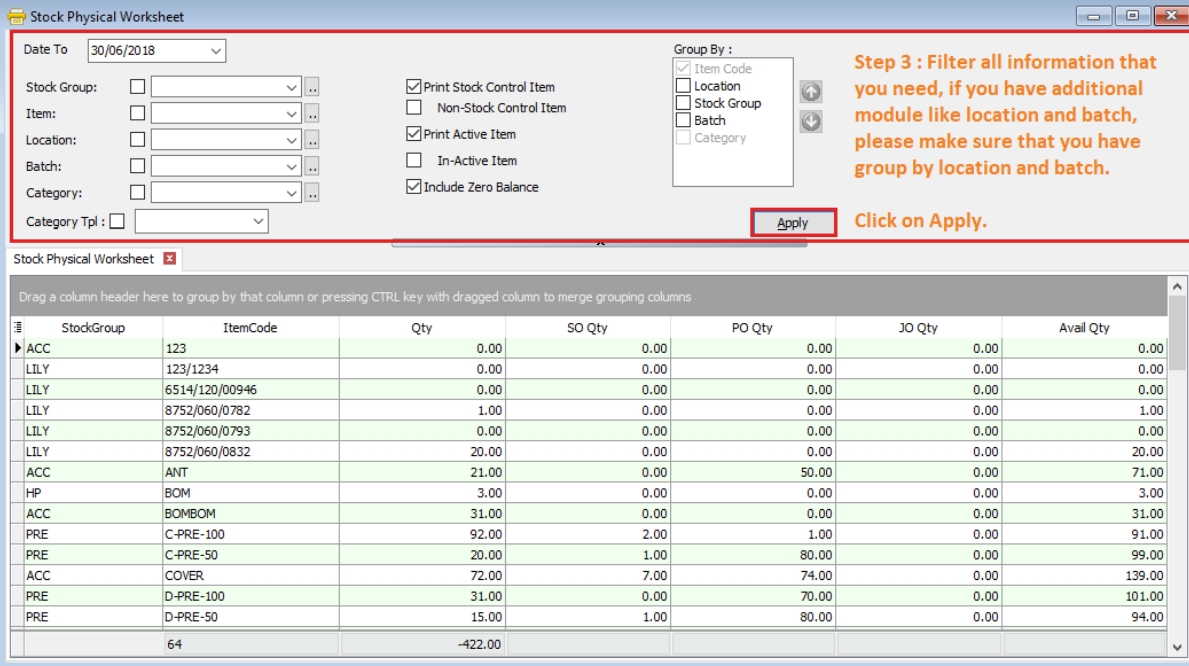 Stock Physical Worksheet
Date To 30/06/2018
Stock Group: ..
Item: ..
Location: ..
Batch: ..
Category: ..
Category Tpl :
Print Stock Control Item
Non-Stock Control Item
Print Active Item
In-Active Item
Include Zero Balance
Group By :
Item Code
Location
Stock Group
Batch
Category
Apply
Step 3 : Filter all information that
you need, if you have additional
module like location and batch,
please make sure that you have
group by location and batch.
Click on Apply.
Stock Physical Worksheet
Drag a column header here to group by that column or pressing CTRL key with dragged column to merge grouping columns
StockGroup ItemCode Qty SO Qty PO Qty JO Qty Avail Qty
ACC 123 0.00 0.00 0.00 0.00 0.00
LILY 123/1234 0.00 0.00 0.00 0.00 0.00
LILY 6514/120/00946 0.00 0.00 0.00 0.00 0.00
LILY 8752/060/0782 1.00 0.00 0.00 0.00 1.00
LILY 8752/060/0793 0.00 0.00 0.00 0.00 0.00
LILY 8752/060/0832 20.00 0.00 0.00 0.00 20.00
ACC ANT 21.00 0.00 50.00 0.00 71.00
HP BOM 3.00 0.00 0.00 0.00 3.00
ACC BOMBOM 31.00 0.00 0.00 0.00 31.00
PRE C-PRE-100 92.00 2.00 1.00 0.00 91.00
PRE C-PRE-50 20.00 1.00 80.00 0.00 99.00
ACC COVER 72.00 7.00 74.00 0.00 139.00
PRE D-PRE-100 31.00 0.00 70.00 0.00 101.00
PRE D-PRE-50 15.00 1.00 80.00 0.00 94.00
64 -422.00